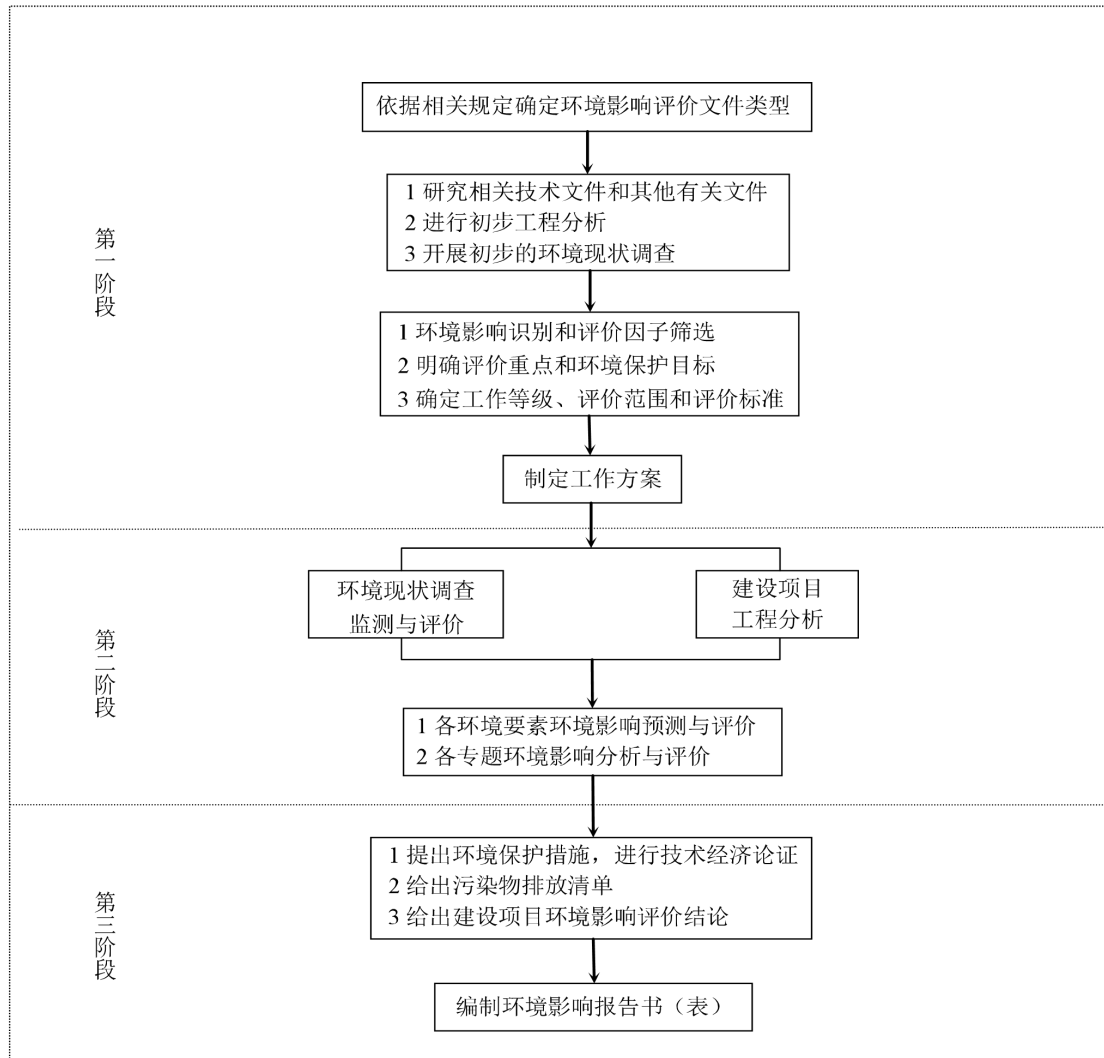 第一阶段
依据相关规定确定环境影响评价文件类型
1 研究相关技术文件和其他有关文件
2 进行初步工程分析
3 开展初步的环境现状调查
1 环境影响识别和评价因子筛选
2 明确评价重点和环境保护目标
3 确定工作等级、评价范围和评价标准
制定工作方案
第二阶段
环境现状调查
监测与评价
建设项目
工程分析
1 各环境要素环境影响预测与评价
2 各专题环境影响分析与评价
第三阶段
1 提出环境保护措施，进行技术经济论证
2 给出污染物排放清单
3 给出建设项目环境影响评价结论
编制环境影响报告书（表）